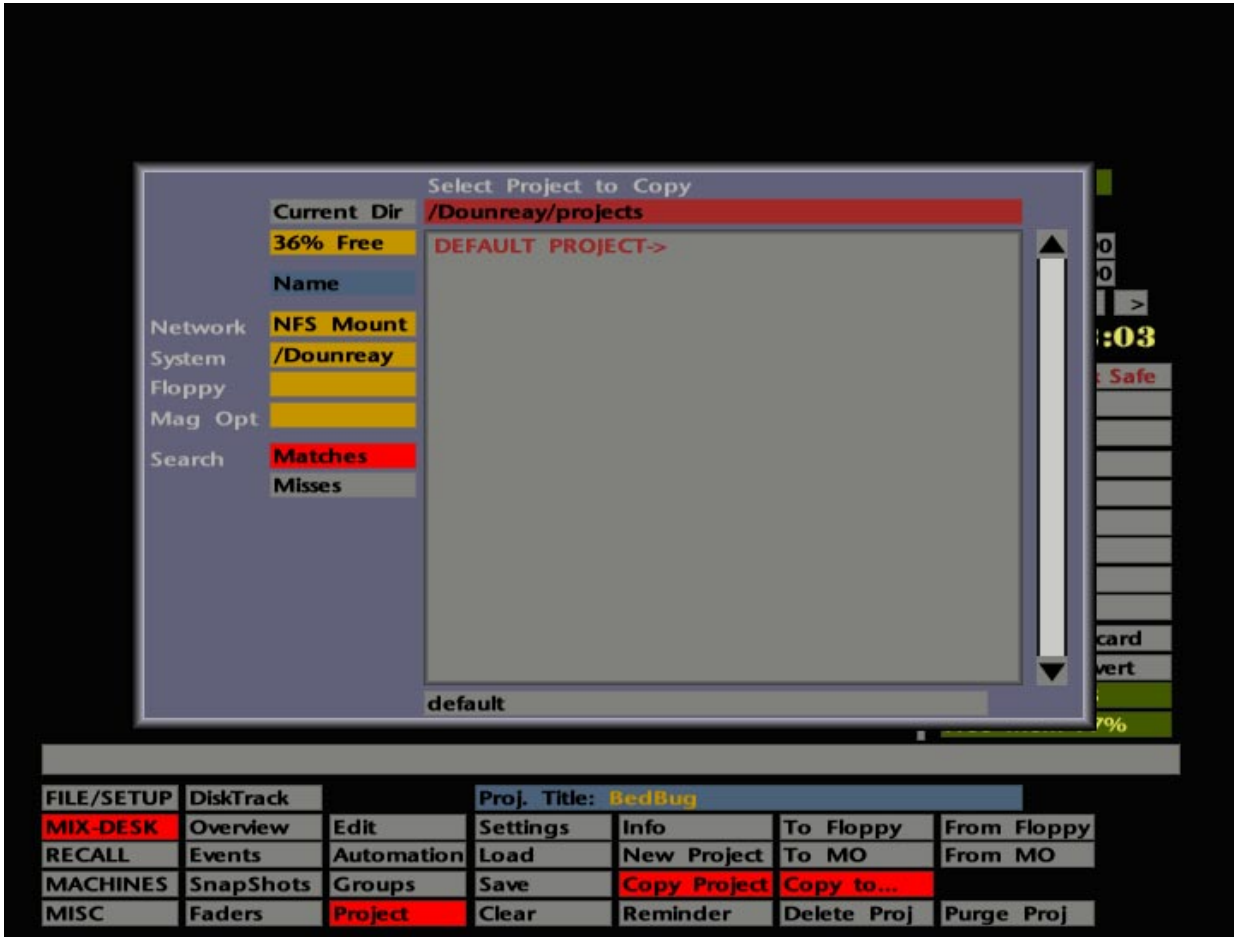 Select Project to Copy
Current Dir /Dounreay/projects
36% Free DEFAULT PROJECT->
Name
Network NFS Mount
System /Dounreay
Floppy
Mag Opt
Search Matches
Misses
default
>
:03
Safe
card
vert
7%
FILE/SETUP DiskTrack Proj. Title: BedBug
MIX-DESK Overview Edit Settings Info To Floppy From Floppy
RECALL Events Automation Load New Project To MO From MO
MACHINES SnapShots Groups Save Copy Project Copy to...
MISC Faders Project Clear Reminder Delete Proj Purge Proj